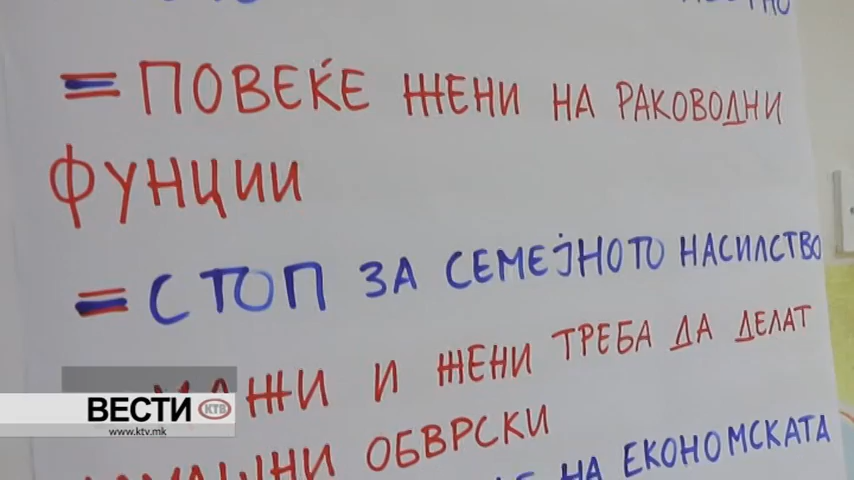 = ПОВЕЌЕ ЖЕНИ НА РАКОВОДНИ
ФУНЦИИ
= СТОП ЗА СЕМЕЈНОТО НАСИЛСТВО
МАЖИ И ЖЕНИ ТРЕБА ДА ДЕЛАТ
ОБВРСКИ
НА ЕКОНОМСКАТА
ВЕСТИ КТВ
www.ktv.mk